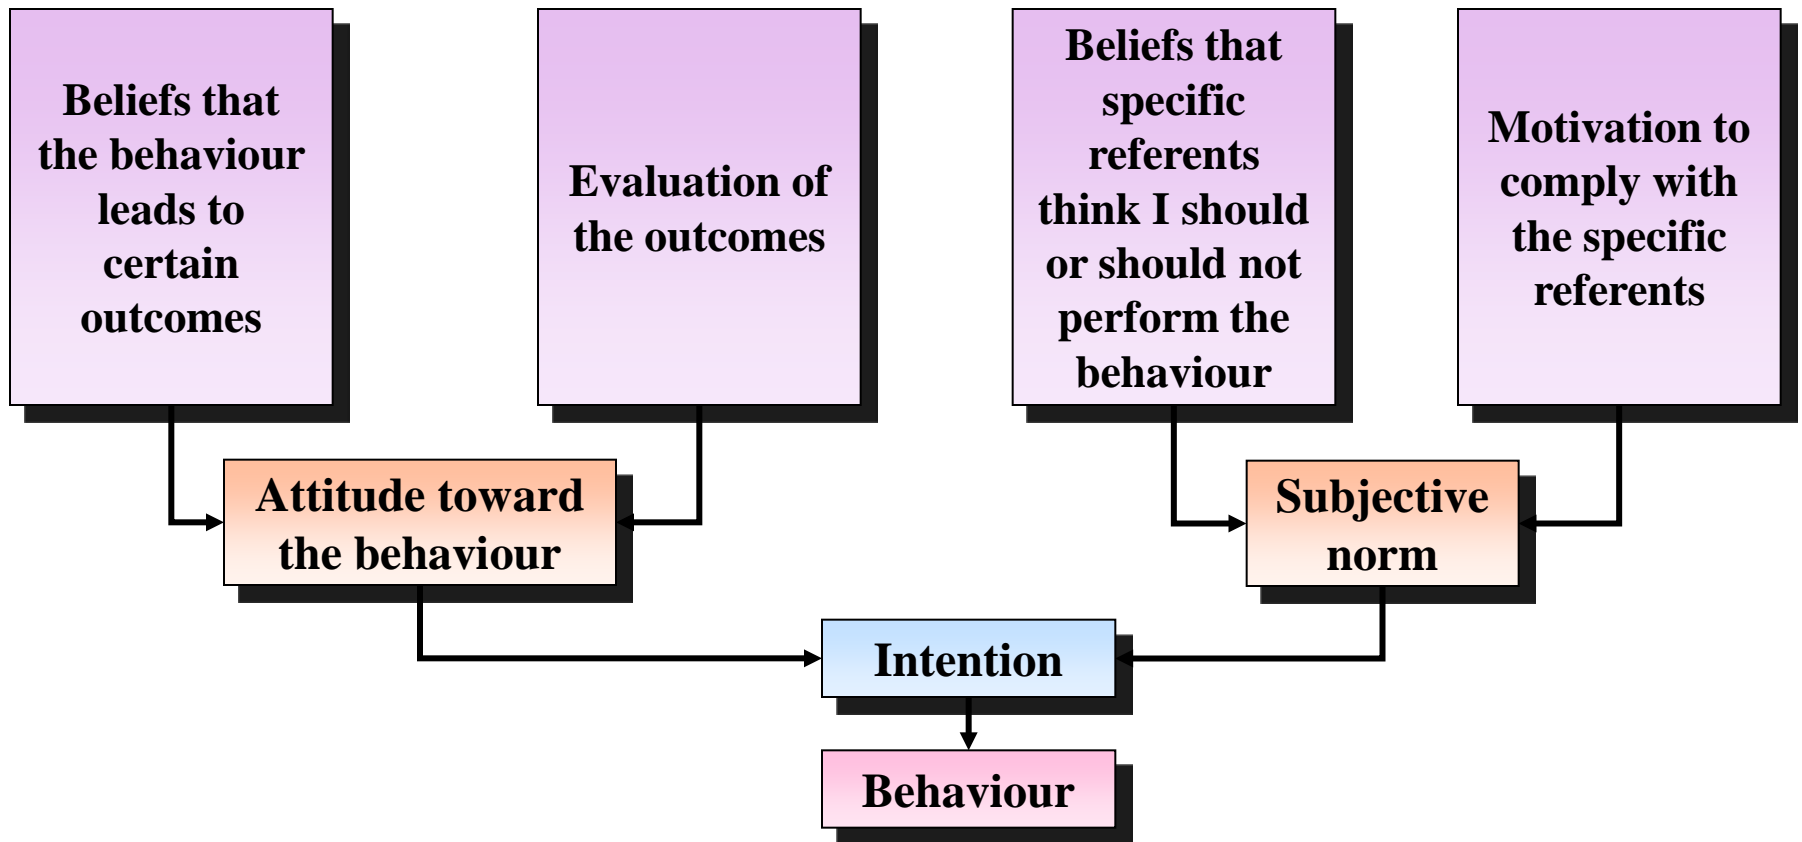 Beliefs that
the behaviour
leads to
certain
outcomes
Evaluation of
the outcomes
Beliefs that
specific
referents
think I should
or should not
perform the
behaviour
Motivation to
comply with
the specific
referents
Attitude toward
the behaviour
Subjective
norm
Intention
Behaviour